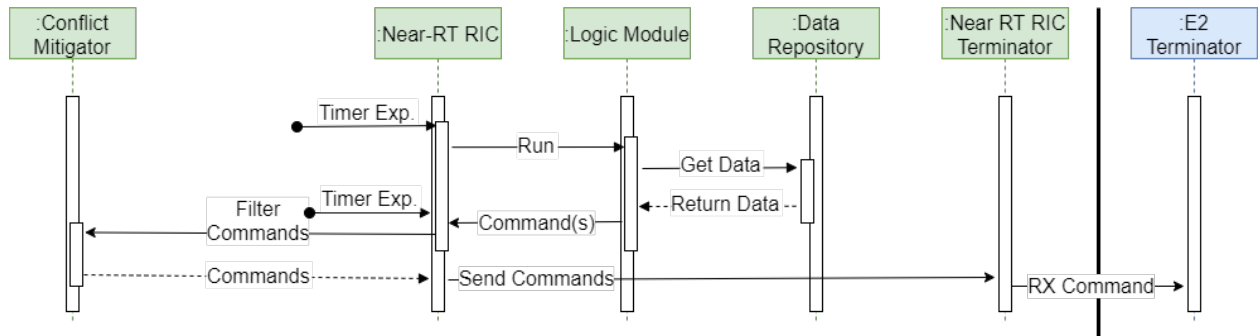 :Conflict
Mitigator
:Near-RT RIC
:Logic Module
:Data
Repository
:Near RT RIC
Terminator
:E2
Terminator
Timer Exp.
Run
Get Data
Timer Exp.
Return Data
Filter
Commands
Command(s)
Commands
Send Commands
RX Command